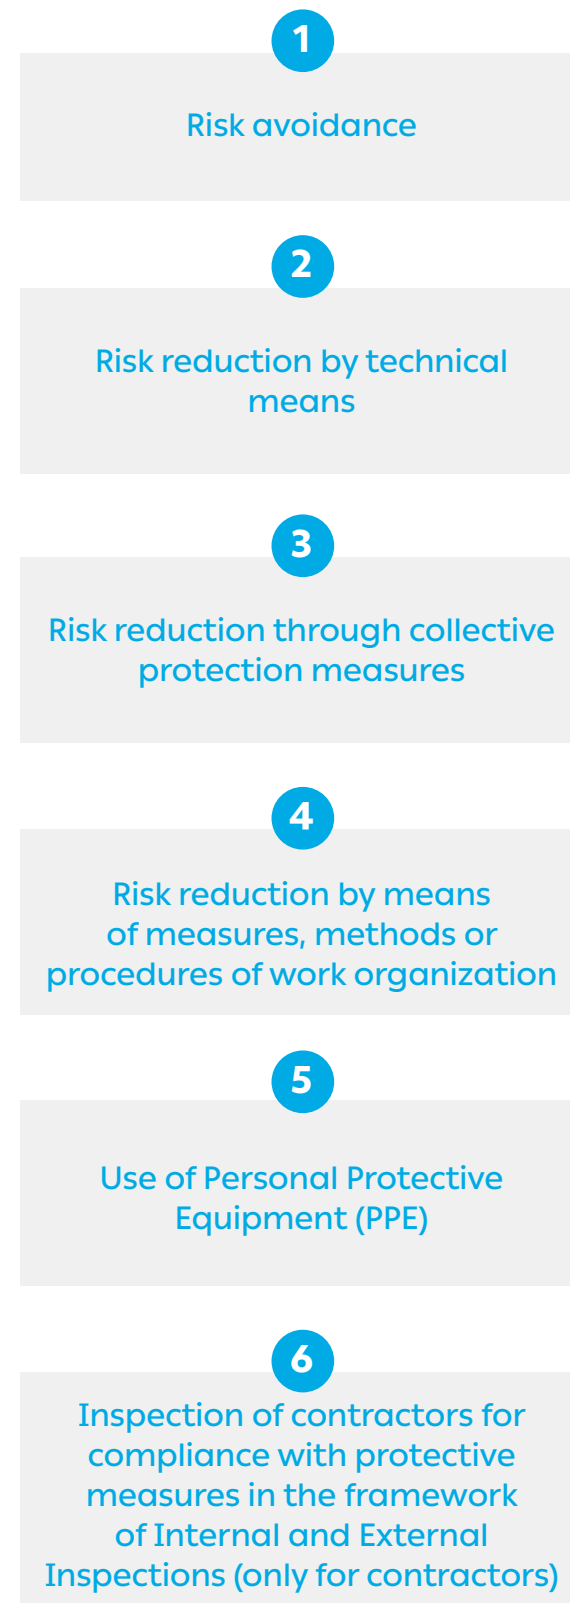 1
Risk avoidance
2
Risk reduction by technical
means
3
Risk reduction through collective
protection measures
4
Risk reduction by means
of measures, methods or
procedures of work organization
5
Use of Personal Protective
Equipment (PPE)
6
Inspection of contractors for
compliance with protective
measures in the framework
of Internal and External
Inspections (only for contractors)